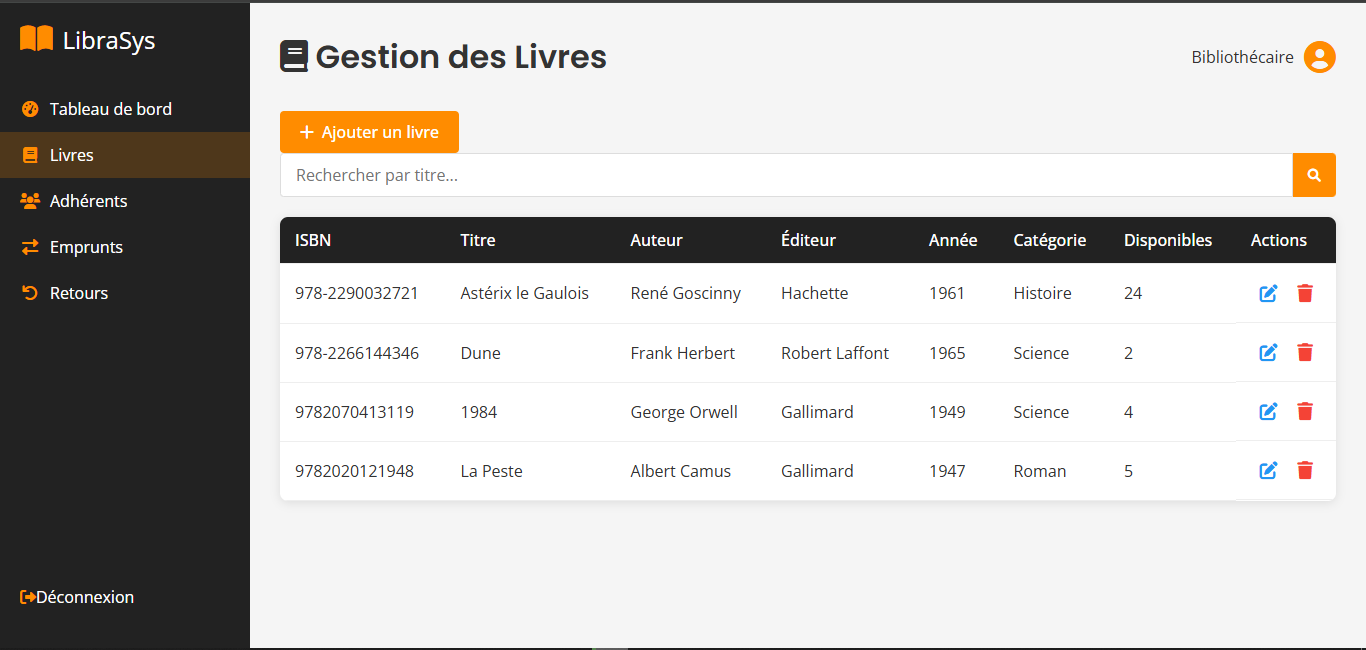 LibraSys
Tableau de bord
Livres
Adhérents
Emprunts
Retours
Déconnexion
Gestion des Livres
Bibliothécaire
Ajouter un livre
Rechercher par titre...
ISBN Titre Auteur Éditeur Année Catégorie Disponibles Actions
978-2290032721 Astérix le Gaulois René Goscinny Hachette 1961 Histoire 24
978-2266144346 Dune Frank Herbert Robert Laffont 1965 Science 2
9782070413119 1984 George Orwell Gallimard 1949 Science 4
9782020121948 La Peste Albert Camus Gallimard 1947 Roman 5